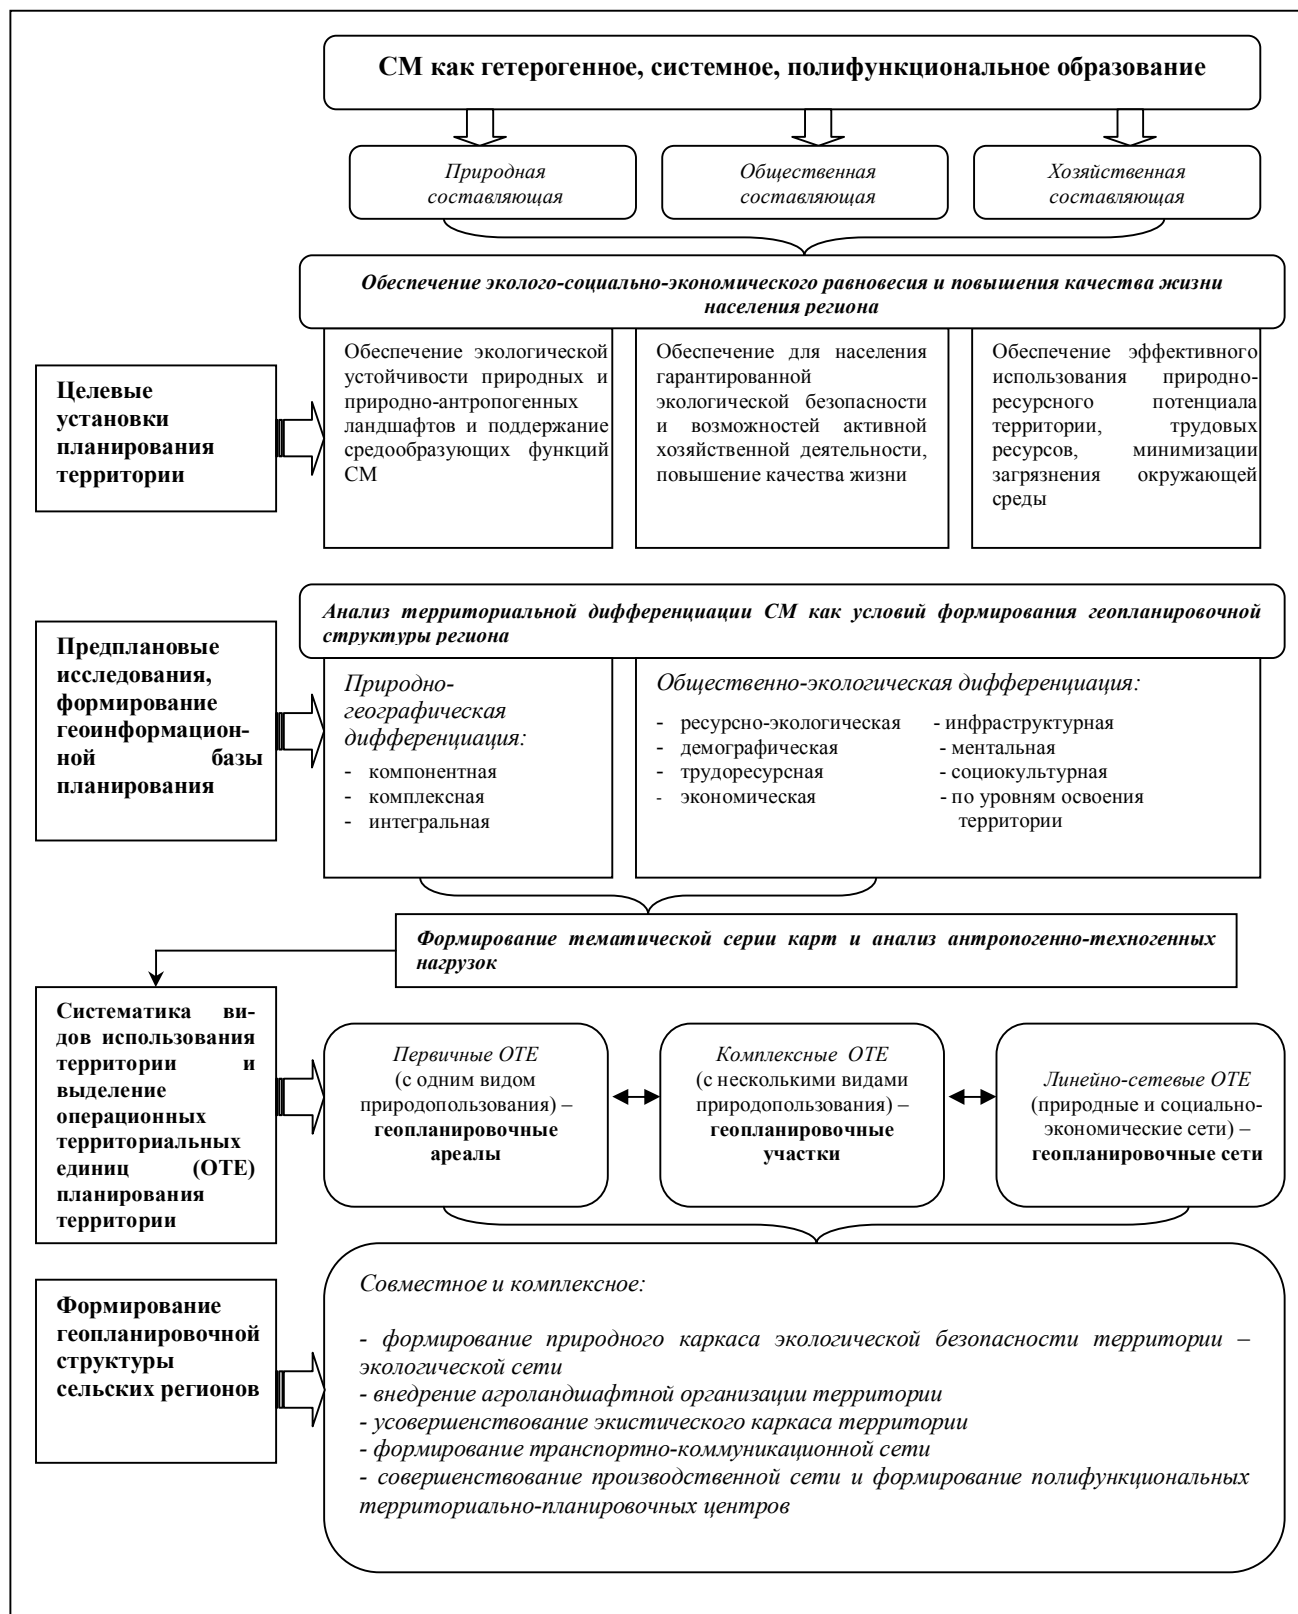 СМ как гетерогенное, системное, полифункциональное образование
Природная
составляющая
Общественная
составляющая
Хозяйственная
составляющая
Обеспечение эколого-социально-экономического равновесия и повышения качества жизни
населения региона
Целевые
установки
планирования
территории
Обеспечение экологической
устойчивости природных и
природно-антропогенных
ландшафтов и поддержание
средообразующих функций
СМ
Обеспечение для населения
гарантированной
экологической безопасности
и возможностей активной
хозяйственной деятельности,
повышение качества жизни
Обеспечение эффективного
использования природно-
ресурсного потенциала
территории, трудовых
ресурсов, минимизации
загрязнения окружающей
среды
Анализ территориальной дифференциации СМ как условий формирования геопланировочной
структуры региона
Предплановые
исследования,
формирование
геоинформацион-
ной базы
планирования
Природно-
географическая
дифференциация:
- компонентная
- комплексная
- интегральная
Общественно-экологическая дифференциация:
- ресурсно-экологическая
- демографическая
- трудоресурсная
- экономическая
- инфраструктурная
- ментальная
- социокультурная
- по уровням освоения
территории
Формирование тематической серии карт и анализ антропогенно-техногенных
нагрузок
Систематика ви-
дов использования
территории и
выделение
операционных
территориальных
единиц (ОТЕ)
планирования
территории
Первичные ОТЕ
(с одним видом
природопользования) –
геопланировочные
ареалы
Комплексные ОТЕ
(с несколькими видами
природопользования) –
геопланировочные
участки
Линейно-сетевые ОТЕ
(природные и социально-
экономические сети) –
геопланировочные сети
Формирование
геопланировочной
структуры
сельских регионов
Совместное и комплексное:
- формирование природного каркаса экологической безопасности территории –
экологической сети
- внедрение агроландшафтной организации территории
- усовершенствование экистического каркаса территории
- формирование транспортно-коммуникационной сети
- совершенствование производственной сети и формирование полифункциональных
территориально-планировочных центров